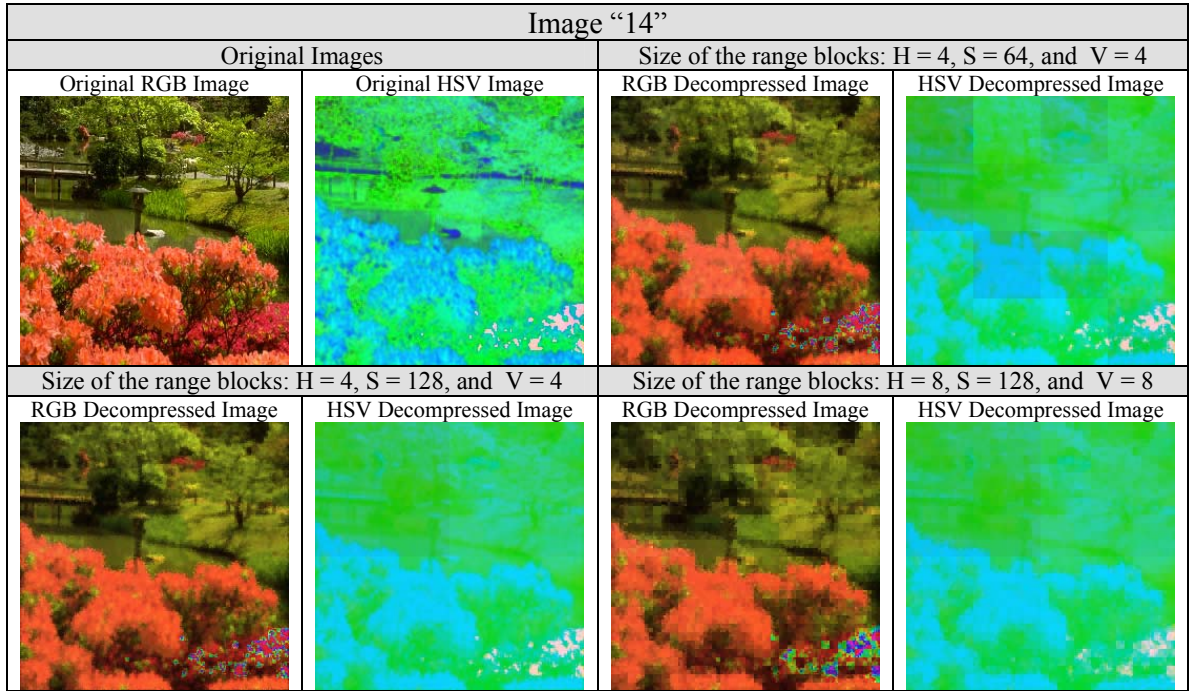 Image “14”
Original Images
Size of the range blocks: H = 4, S = 64, and V = 4
Original RGB Image
Original HSV Image
RGB Decompressed Image
HSV Decompressed Image
Size of the range blocks: H = 4, S = 128, and V = 4
Size of the range blocks: H = 8, S = 128, and V = 8
RGB Decompressed Image
HSV Decompressed Image
RGB Decompressed Image
HSV Decompressed Image